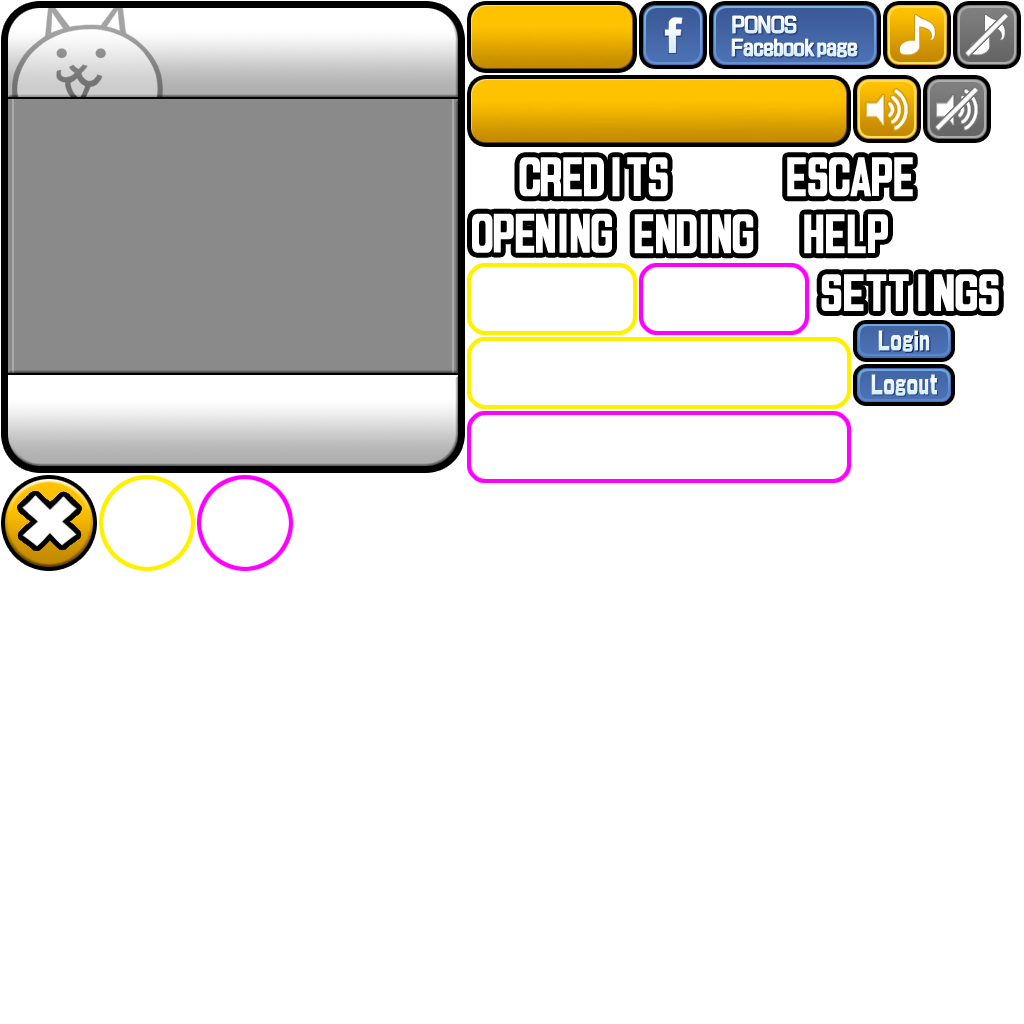 f
PONOS
Facebook page
CREDITS
ESCAPE
OPENING
ENDING
HELP
SETTINGS
Login
Logout